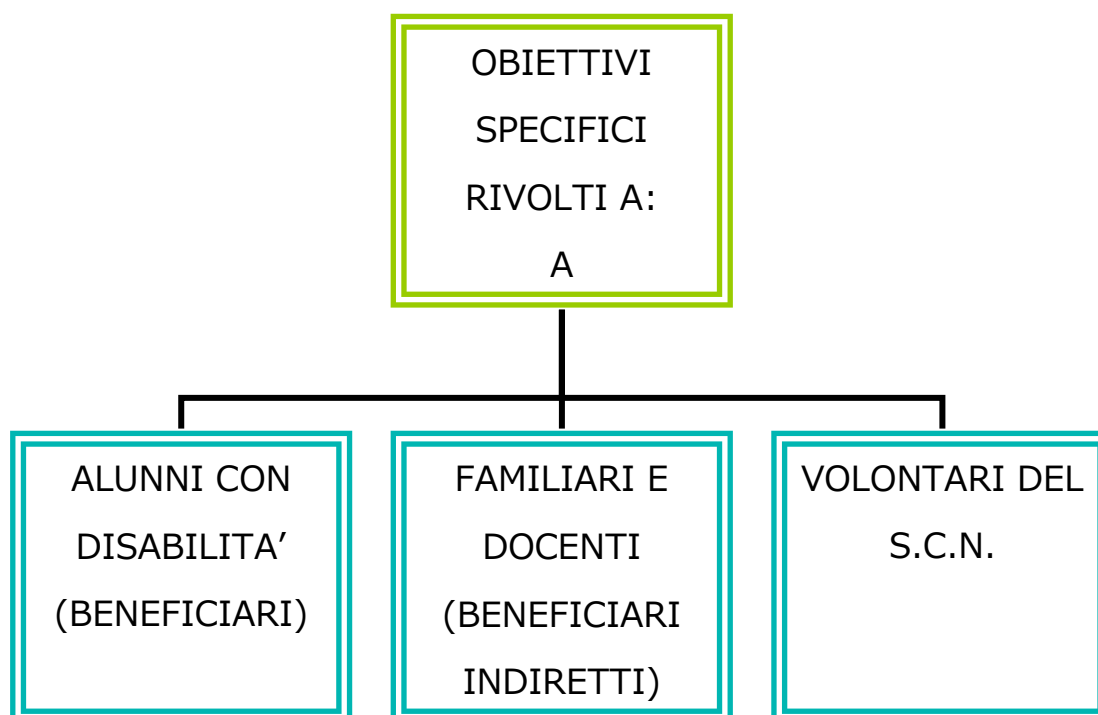 OBIETTIVI
SPECIFICI
RIVOLTI A:
A
ALUNNI CON
DISABILITA’
(BENEFICIARI)
FAMILIARI E
DOCENTI
(BENEFICIARI
INDIRETTI)
VOLONTARI DEL
S.C.N.